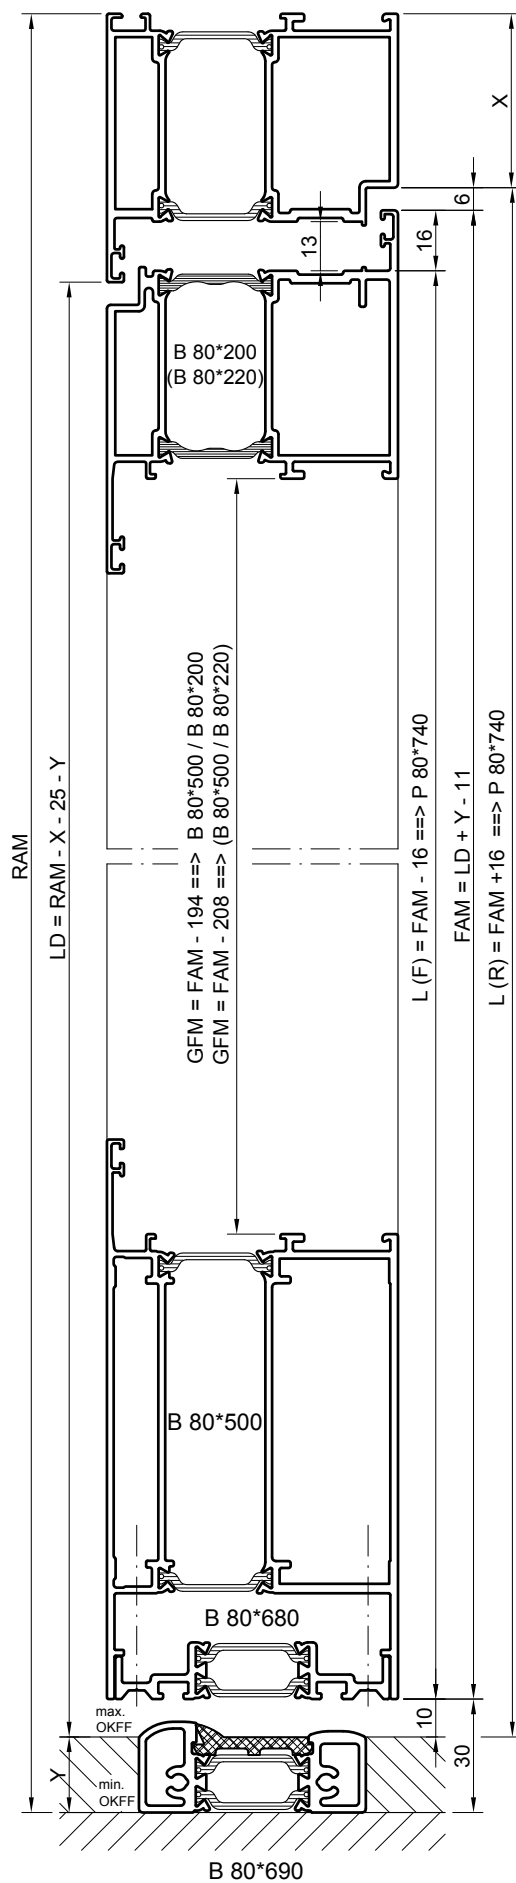 X
6
16
13
B 80*200
(B 80*220)
RAM
LD = RAM - X - 25 - Y
GFM = FAM - 194 ==> B 80*500 / B 80*200
GFM = FAM - 208 ==> (B 80*500 / B 80*220)
L (F) = FAM - 16 ==> P 80*740
FAM = LD + Y - 11
L (R) = FAM +16 ==> P 80*740
B 80*500
B 80*680
max.
OKFF
10
30
Y
min.
OKFF
B 80*690